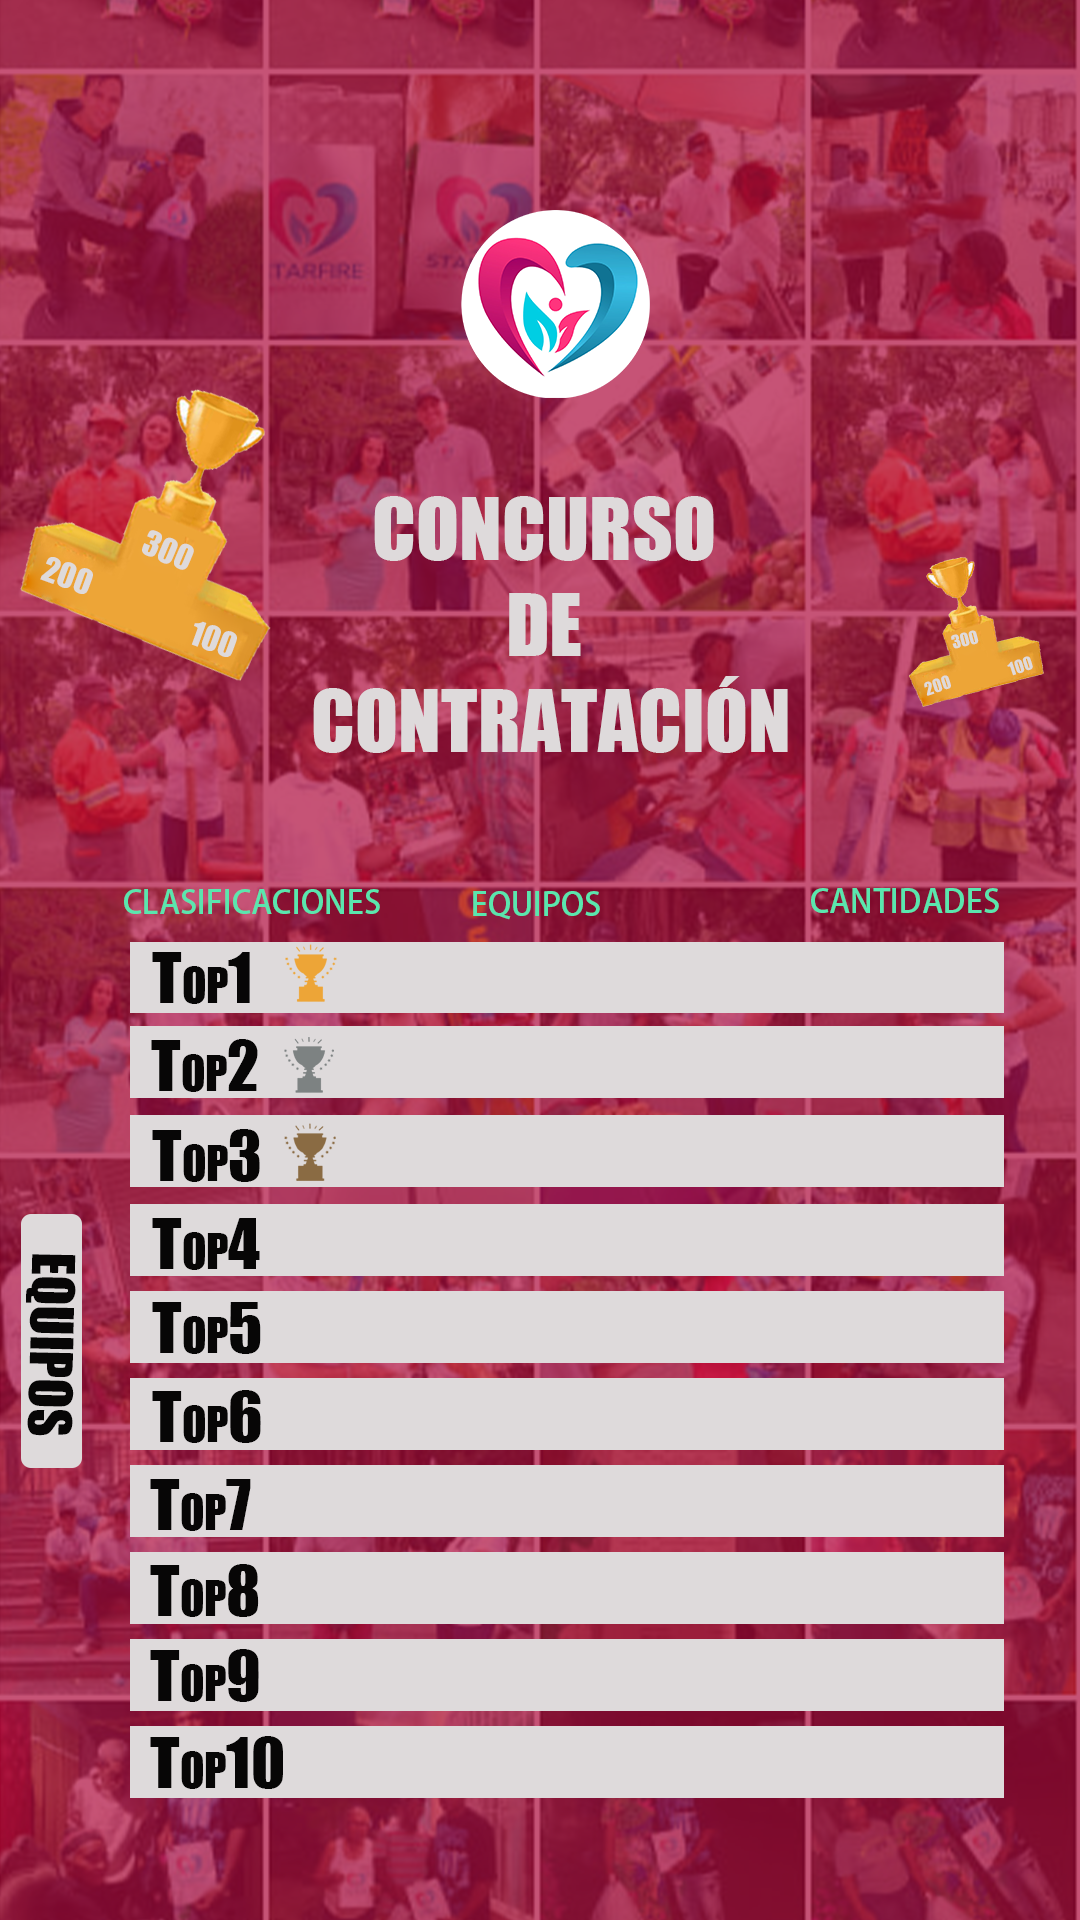 STARFIRE
CONCURSO
DE
CONTRATACIÓN
300
200
100
300
200
100
CLASIFICACIONES EQUIPOS CANTIDADES
TOP1
TOP2
TOP3
TOP4
TOP5
TOP6
TOP7
TOP8
TOP9
TOP10
EQUIPOS